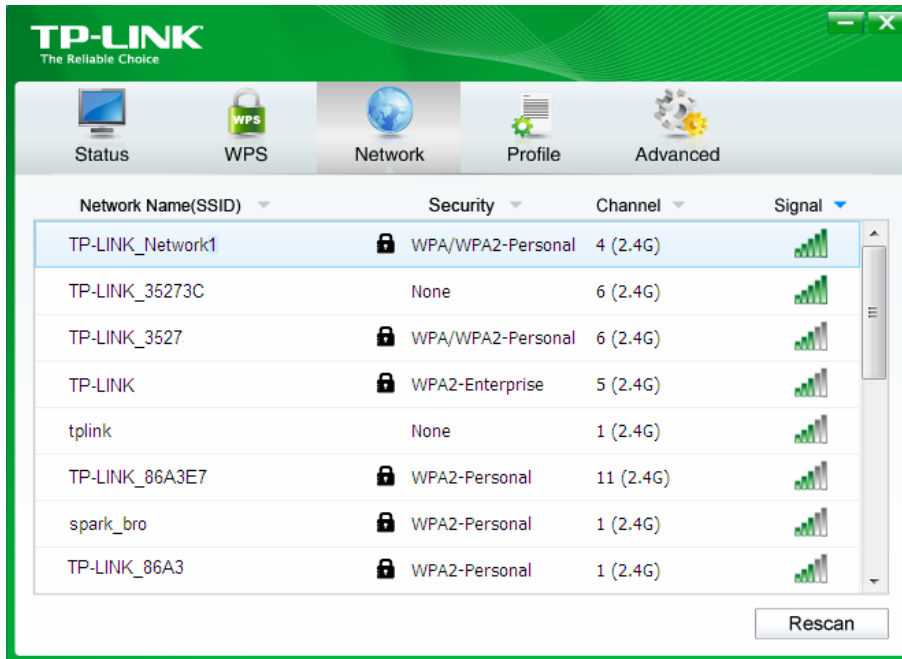 TP-LINK
The Reliable Choice
Status WPS Network Profile Advanced
WPS
Network Name(SSID) Security Channel Signal
TP-LINK_Network1 WPA/WPA2-Personal 4 (2.4G)
TP-LINK_35273C None 6 (2.4G)
TP-LINK_3527 WPA/WPA2-Personal 6 (2.4G)
TP-LINK WPA2-Enterprise 5 (2.4G)
tplink None 1 (2.4G)
TP-LINK_86A3E7 WPA2-Personal 11 (2.4G)
spark_bro WPA2-Personal 1 (2.4G)
TP-LINK_86A3 WPA2-Personal 1 (2.4G)
Rescan